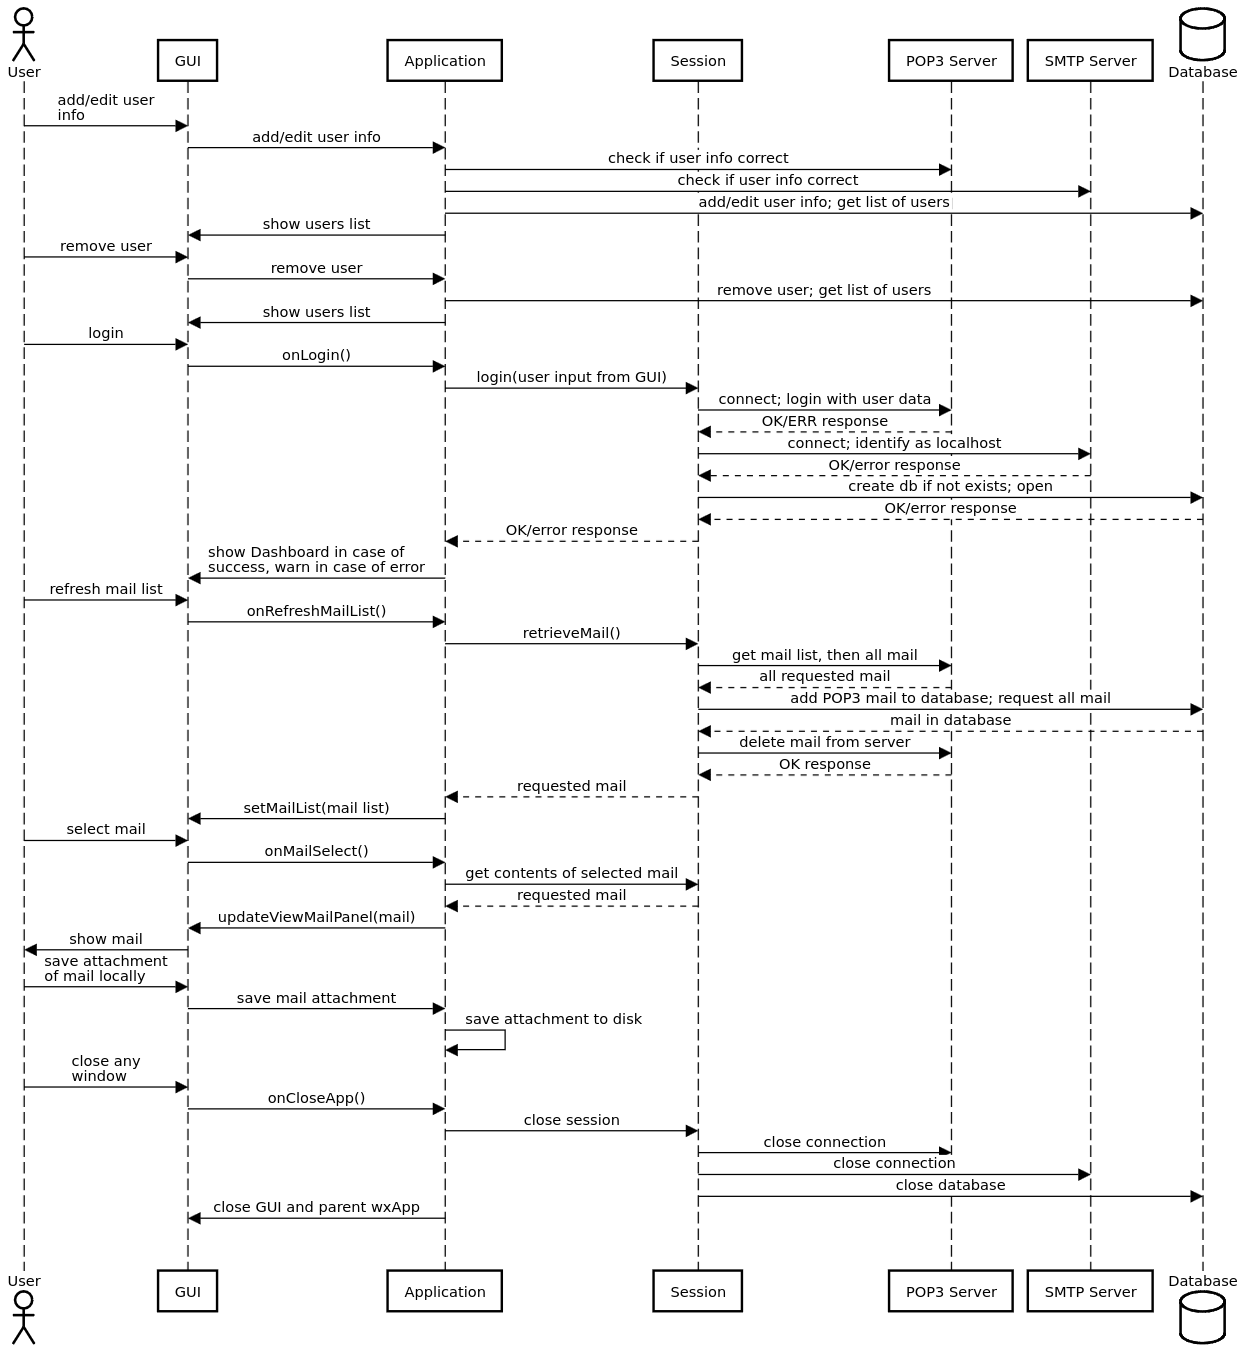 User
GUI
Application
Session
POP3 Server
SMTP Server
Database
add/edit user
info
add/edit user info
check if user info correct
check if user info correct
add/edit user info; get list of users
show users list
remove user
remove user
remove user; get list of users
show users list
login
onLogin()
login(user input from GUI)
connect; login with user data
OK/ERR response
connect; identify as localhost
OK/error response
create db if not exists; open
OK/error response
OK/error response
show Dashboard in case of
success, warn in case of error
refresh mail list
onRefreshMailList()
retrieveMail()
get mail list, then all mail
all requested mail
add POP3 mail to database; request all mail
mail in database
delete mail from server
OK response
requested mail
setMailList(mail list)
select mail
onMailSelect()
get contents of selected mail
requested mail
updateViewMailPanel(mail)
show mail
save attachment
of mail locally
save mail attachment
save attachment to disk
close any
window
onCloseApp()
close session
close connection
close connection
close database
close GUI and parent wxApp
User
GUI
Application
Session
POP3 Server
SMTP Server
Database